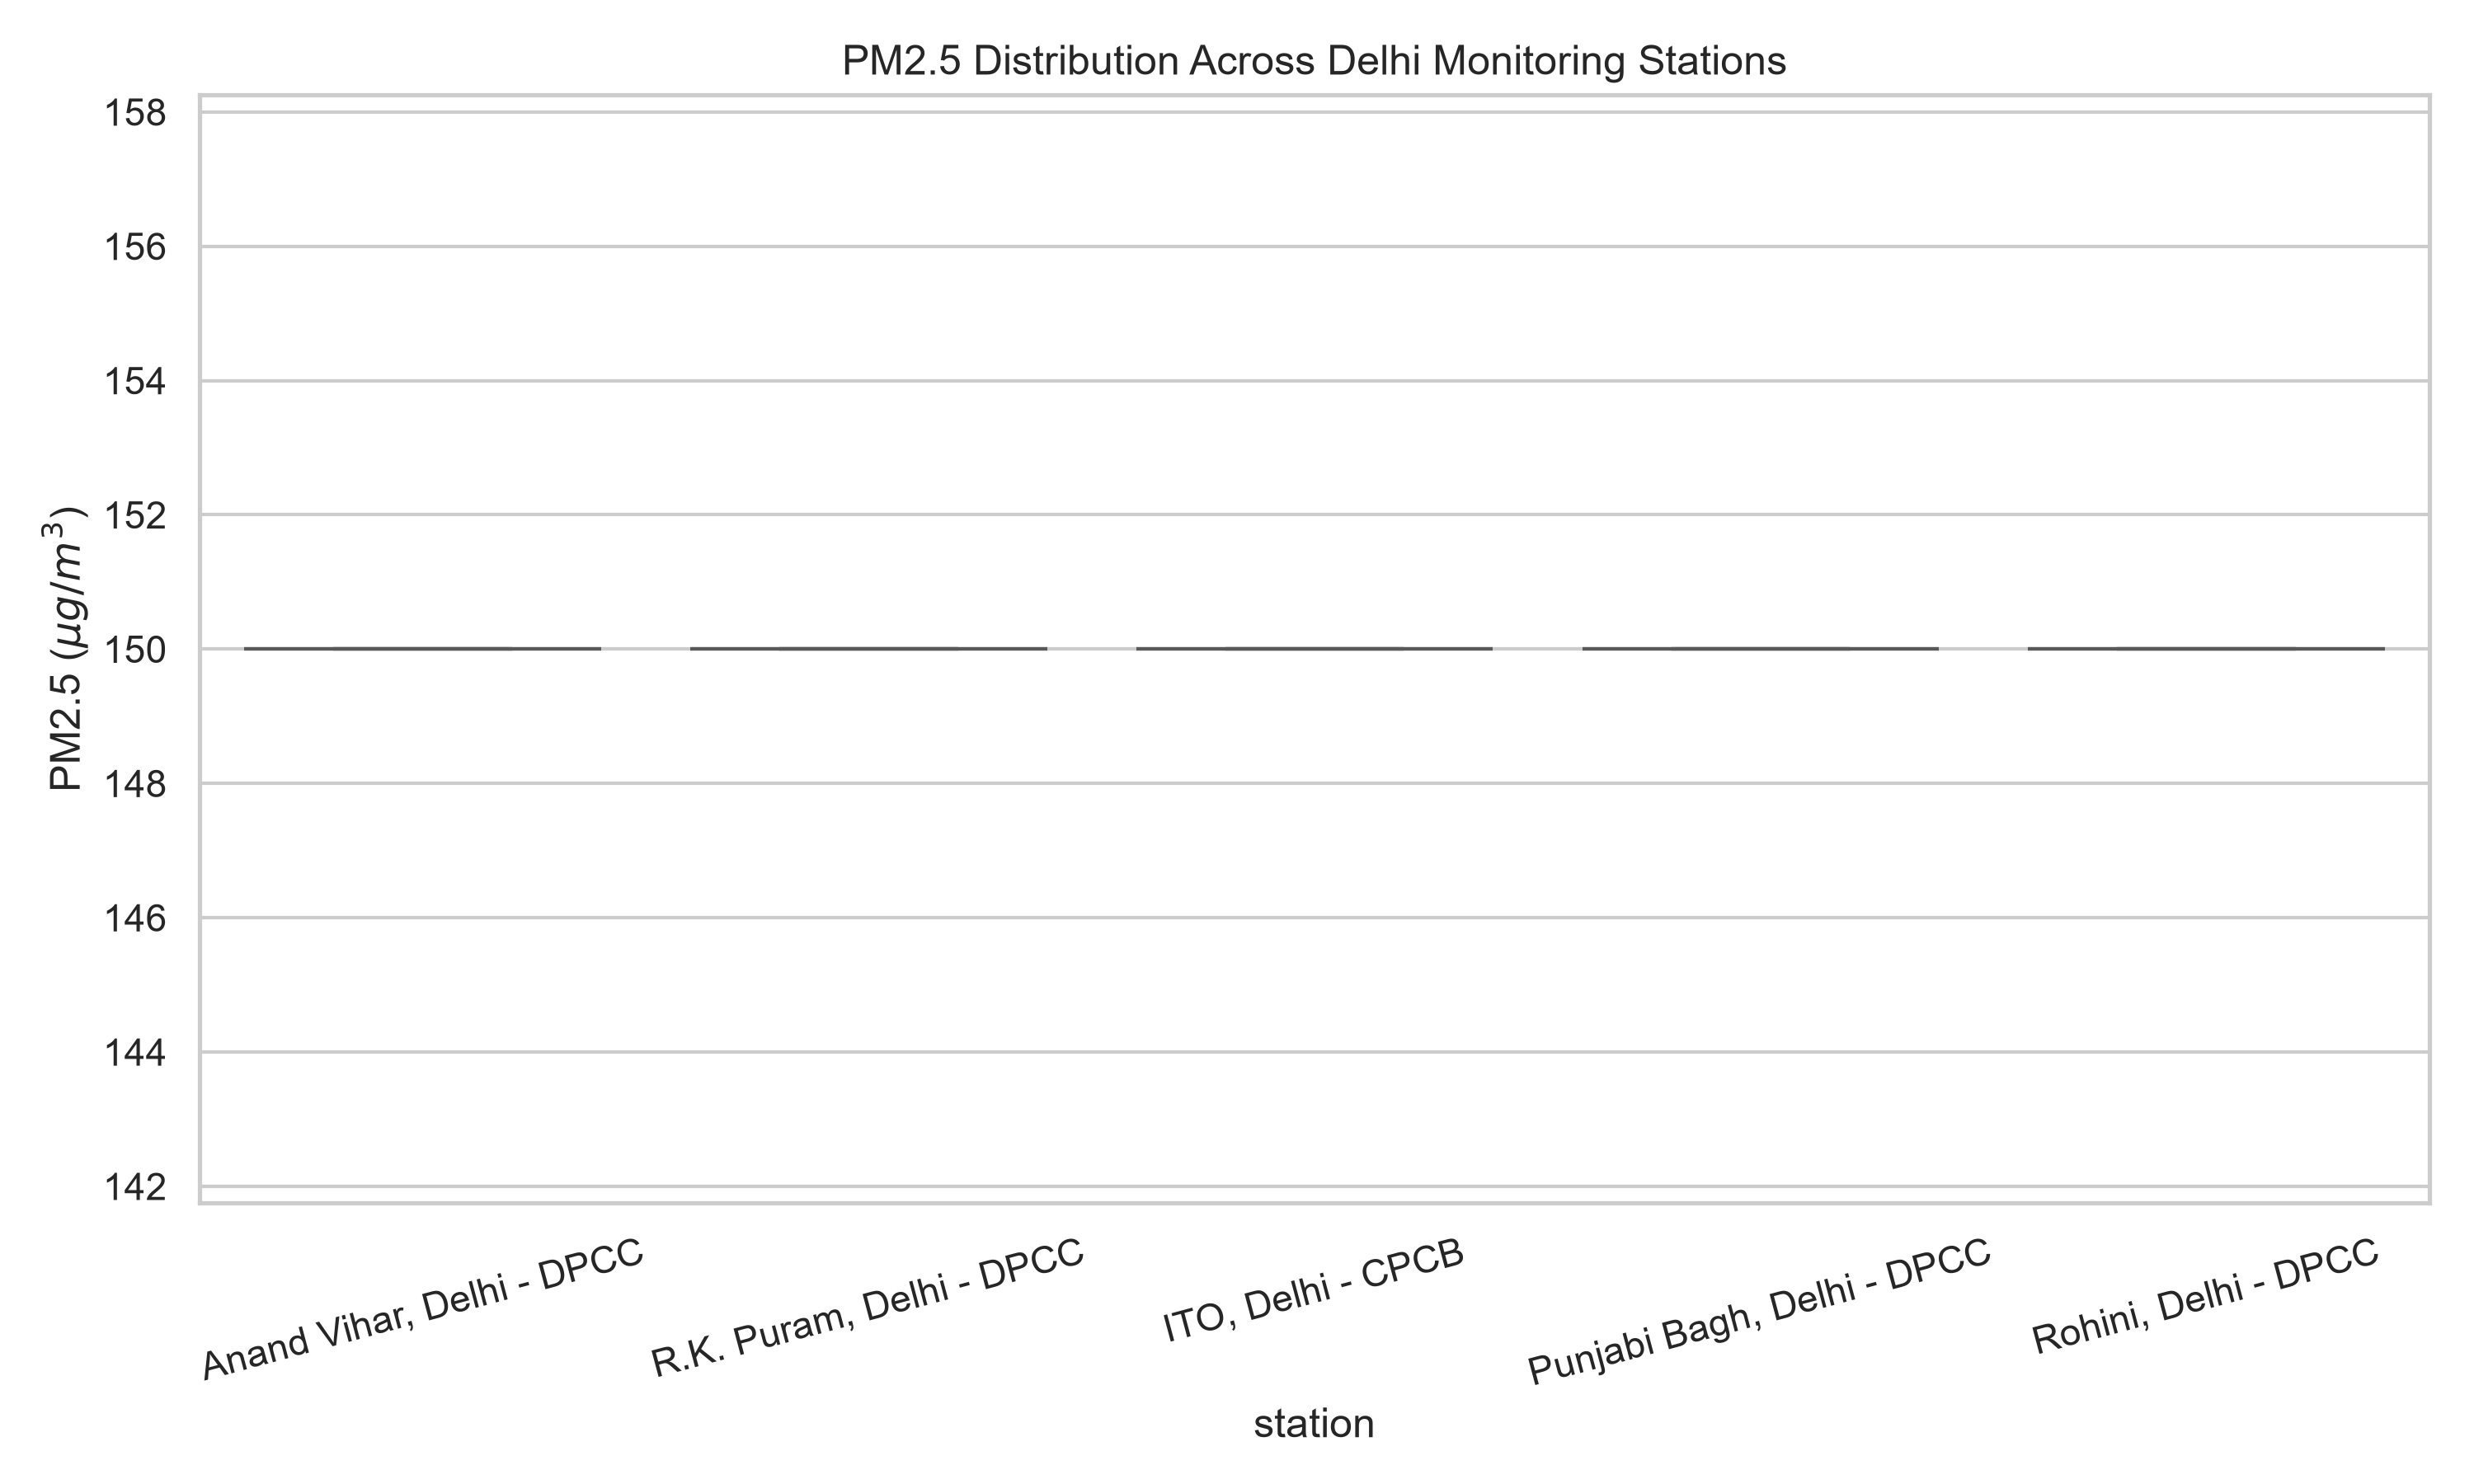 PM2.5 Distribution Across Delhi Monitoring Stations
158
156
154
152
150
148
146
144
142
PM2.5 (μg/m³)
Anand Vihar, Delhi - DPCC
R.K. Puram, Delhi - DPCC
ITO, Delhi - CPCB
Punjabi Bagh, Delhi - DPCC
Rohini, Delhi - DPCC
station